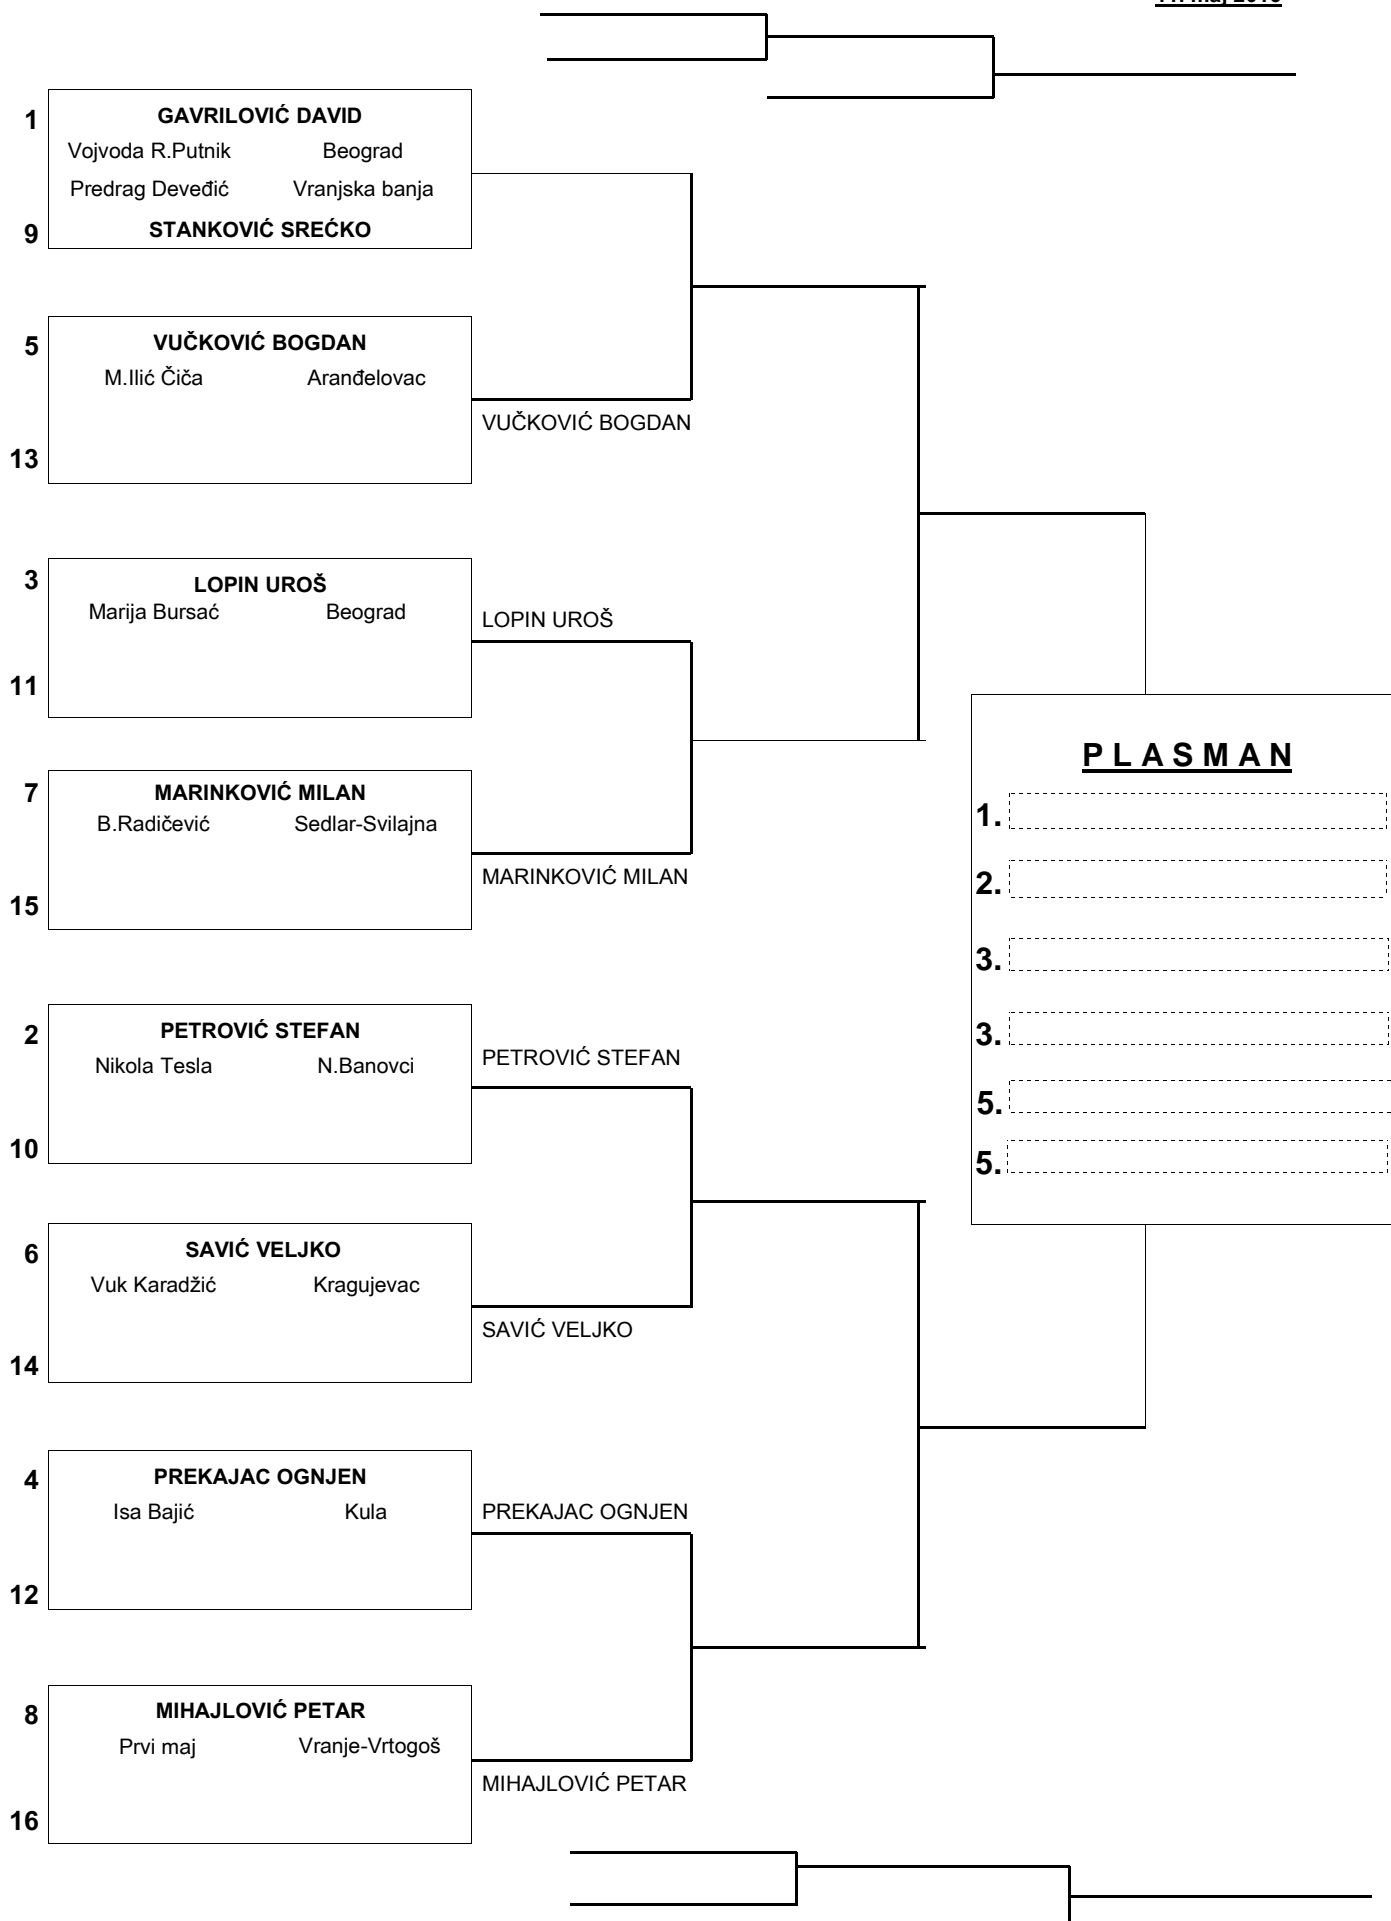 1 GAVRILOVIĆ DAVID
Vojvoda R.Putnik Beograd
Predrag Deveđić Vranjska banja
9 STANKOVIĆ SREĆKO
5 VUČKOVIĆ BOGDAN
M.Ilić Čiča Aranđelovac
VUČKOVIĆ BOGDAN
13
3 LOPIN UROŠ
Marija Bursać Beograd
LOPIN UROŠ
11
7 MARINKOVIĆ MILAN
B.Radičević Sedlar-Svilajna
MARINKOVIĆ MILAN
15
2 PETROVIĆ STEFAN
Nikola Tesla N.Banovci
PETROVIĆ STEFAN
10
6 SAVIĆ VELJKO
Vuk Karadžić Kragujevac
SAVIĆ VELJKO
14
4 PREKAJAC OGNJEN
Isa Bajić Kula
PREKAJAC OGNJEN
12
8 MIHAJLOVIĆ PETAR
Prvi maj Vranje-Vrtogoš
MIHAJLOVIĆ PETAR
16
P L A S M A N
1.
2.
3.
3.
5.
5.